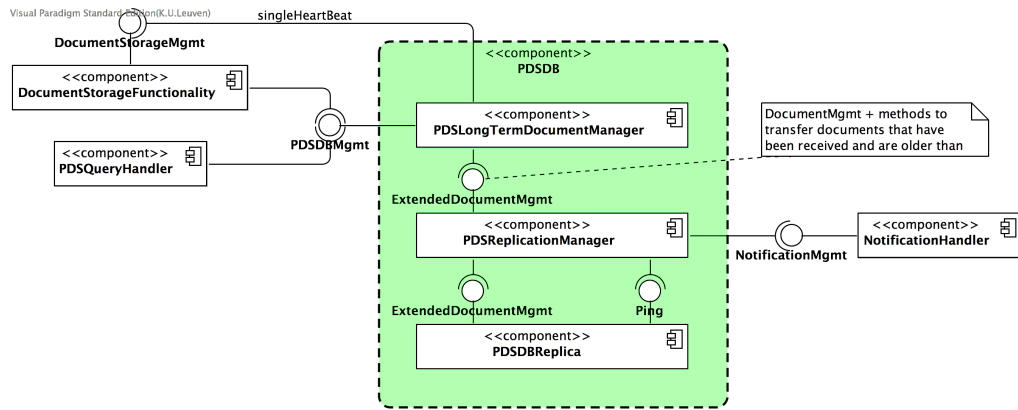 Visual Paradigm Standard Edition(K.U.Leuven)
singleHeartBeat
DocumentStorageMgmt
<<component>>
DocumentStorageFunctionality
<<component>>
PDSQueryHandler
PDSDBMgmt
<<component>>
PDSDB
<<component>>
PDSLongTermDocumentManager
DocumentMgmt + methods to
transfer documents that have
been received and are older than
ExtendedDocumentMgmt
<<component>>
PDSReplicationManager
NotificationMgmt
<<component>>
NotificationHandler
ExtendedDocumentMgmt
Ping
<<component>>
PDSDBReplica